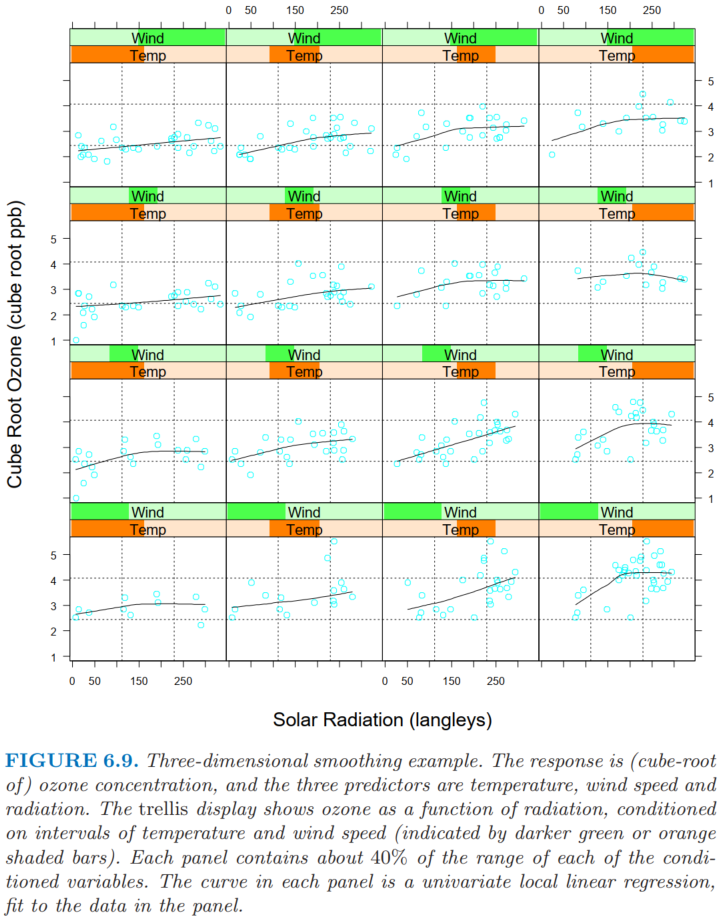 0 50 150 250 0 50 150 250
Wind Wind Wind Wind
Temp Temp Temp Temp
5
4
3
2
1
Wind Wind Wind Wind
Temp Temp Temp Temp
5
4
3
2
1
Wind Wind Wind Wind
Temp Temp Temp Temp
5
4
3
2
1
Wind Wind Wind Wind
Temp Temp Temp Temp
5
4
3
2
1
0 50 150 250 0 50 150 250
Cube Root Ozone (cube root ppb)
Solar Radiation (langleys)
FIGURE 6.9. Three-dimensional smoothing example. The response is (cube-root
of) ozone concentration, and the three predictors are temperature, wind speed and
radiation. The trellis display shows ozone as a function of radiation, conditioned
on intervals of temperature and wind speed (indicated by darker green or orange
shaded bars). Each panel contains about 40% of the range of each of the condi-
tioned variables. The curve in each panel is a univariate local linear regression,
fit to the data in the panel.